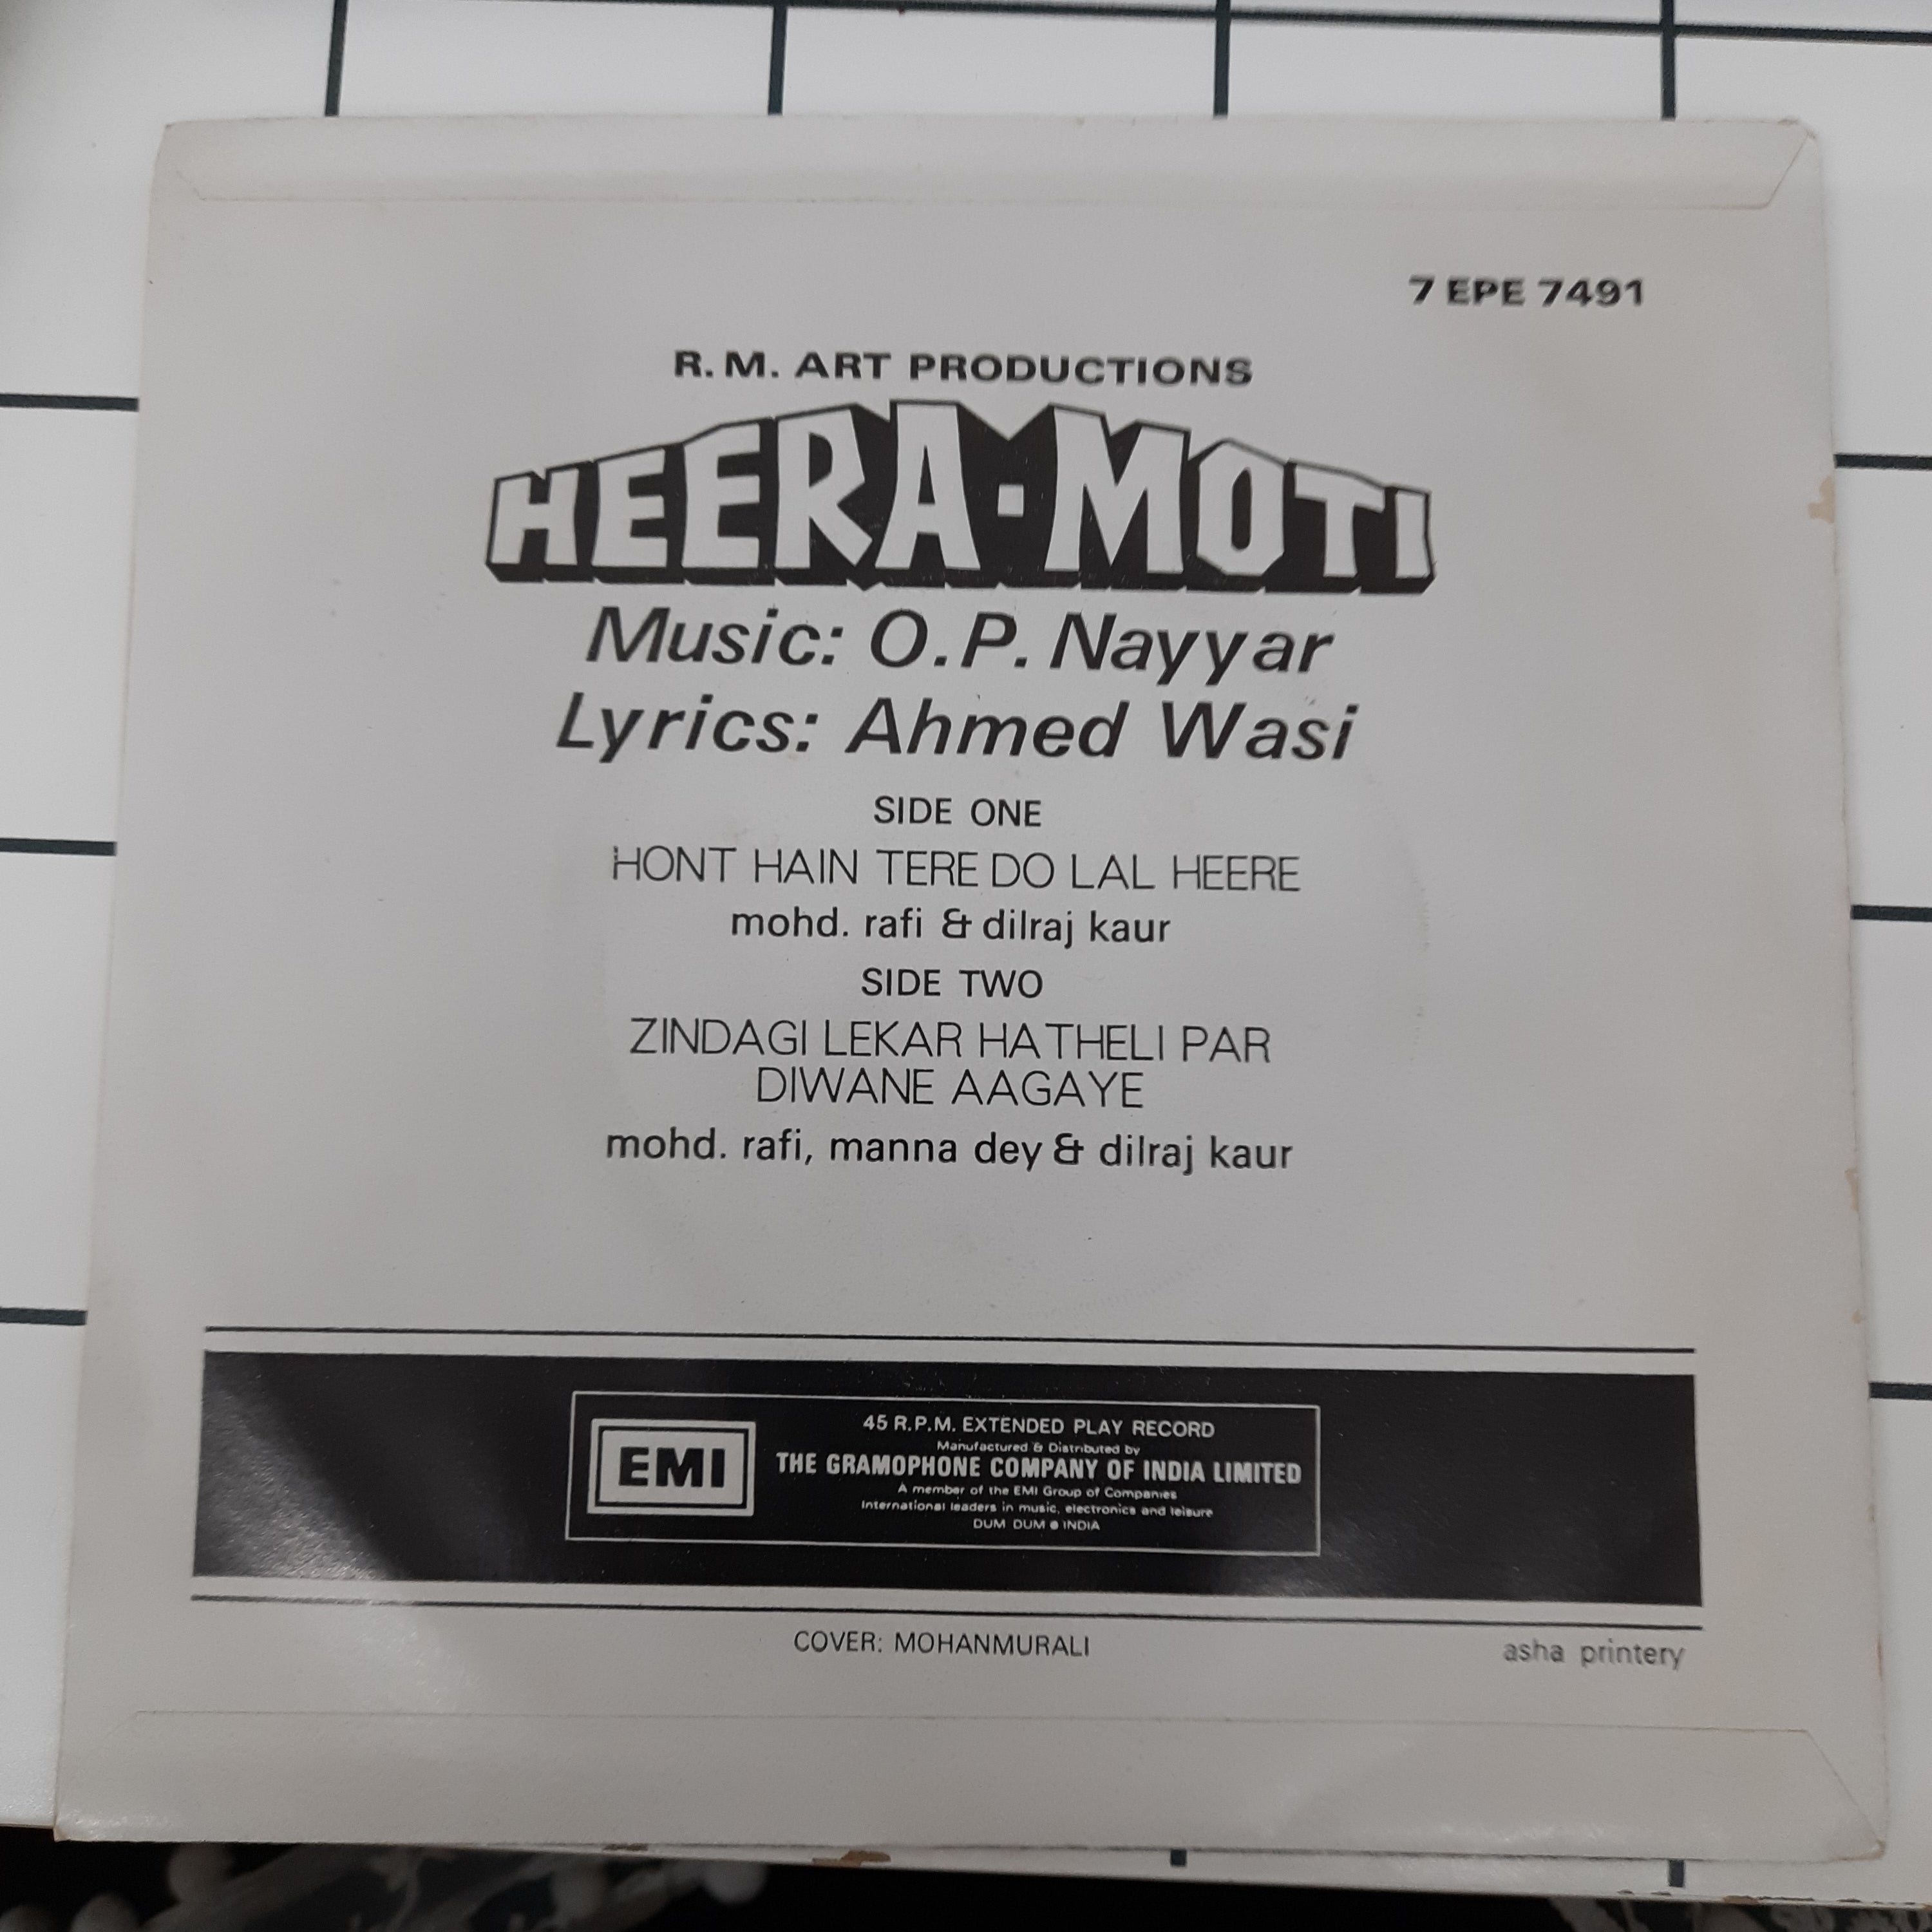 7 EPE 7491
R. M. ART PRODUCTIONS
HEERA-MOTI
Music: O.P. Nayyar
Lyrics: Ahmed Wasi
SIDE ONE
HONT HAIN TERE DO LAL HEERE
mohd. rafi & dilraj kaur
SIDE TWO
ZINDAGI LEKAR HATHELI PAR
DIWANE AAGAYE
mohd. rafi, manna dey & dilraj kaur
EMI
45 R.P.M. EXTENDED PLAY RECORD
Manufactured & Distributed by
THE GRAMOPHONE COMPANY OF INDIA LIMITED
A member of the EMI Group of Companies
International leaders in music, electronics and leisure
DUM DUM ● INDIA
COVER: MOHANMURALI
asha printery